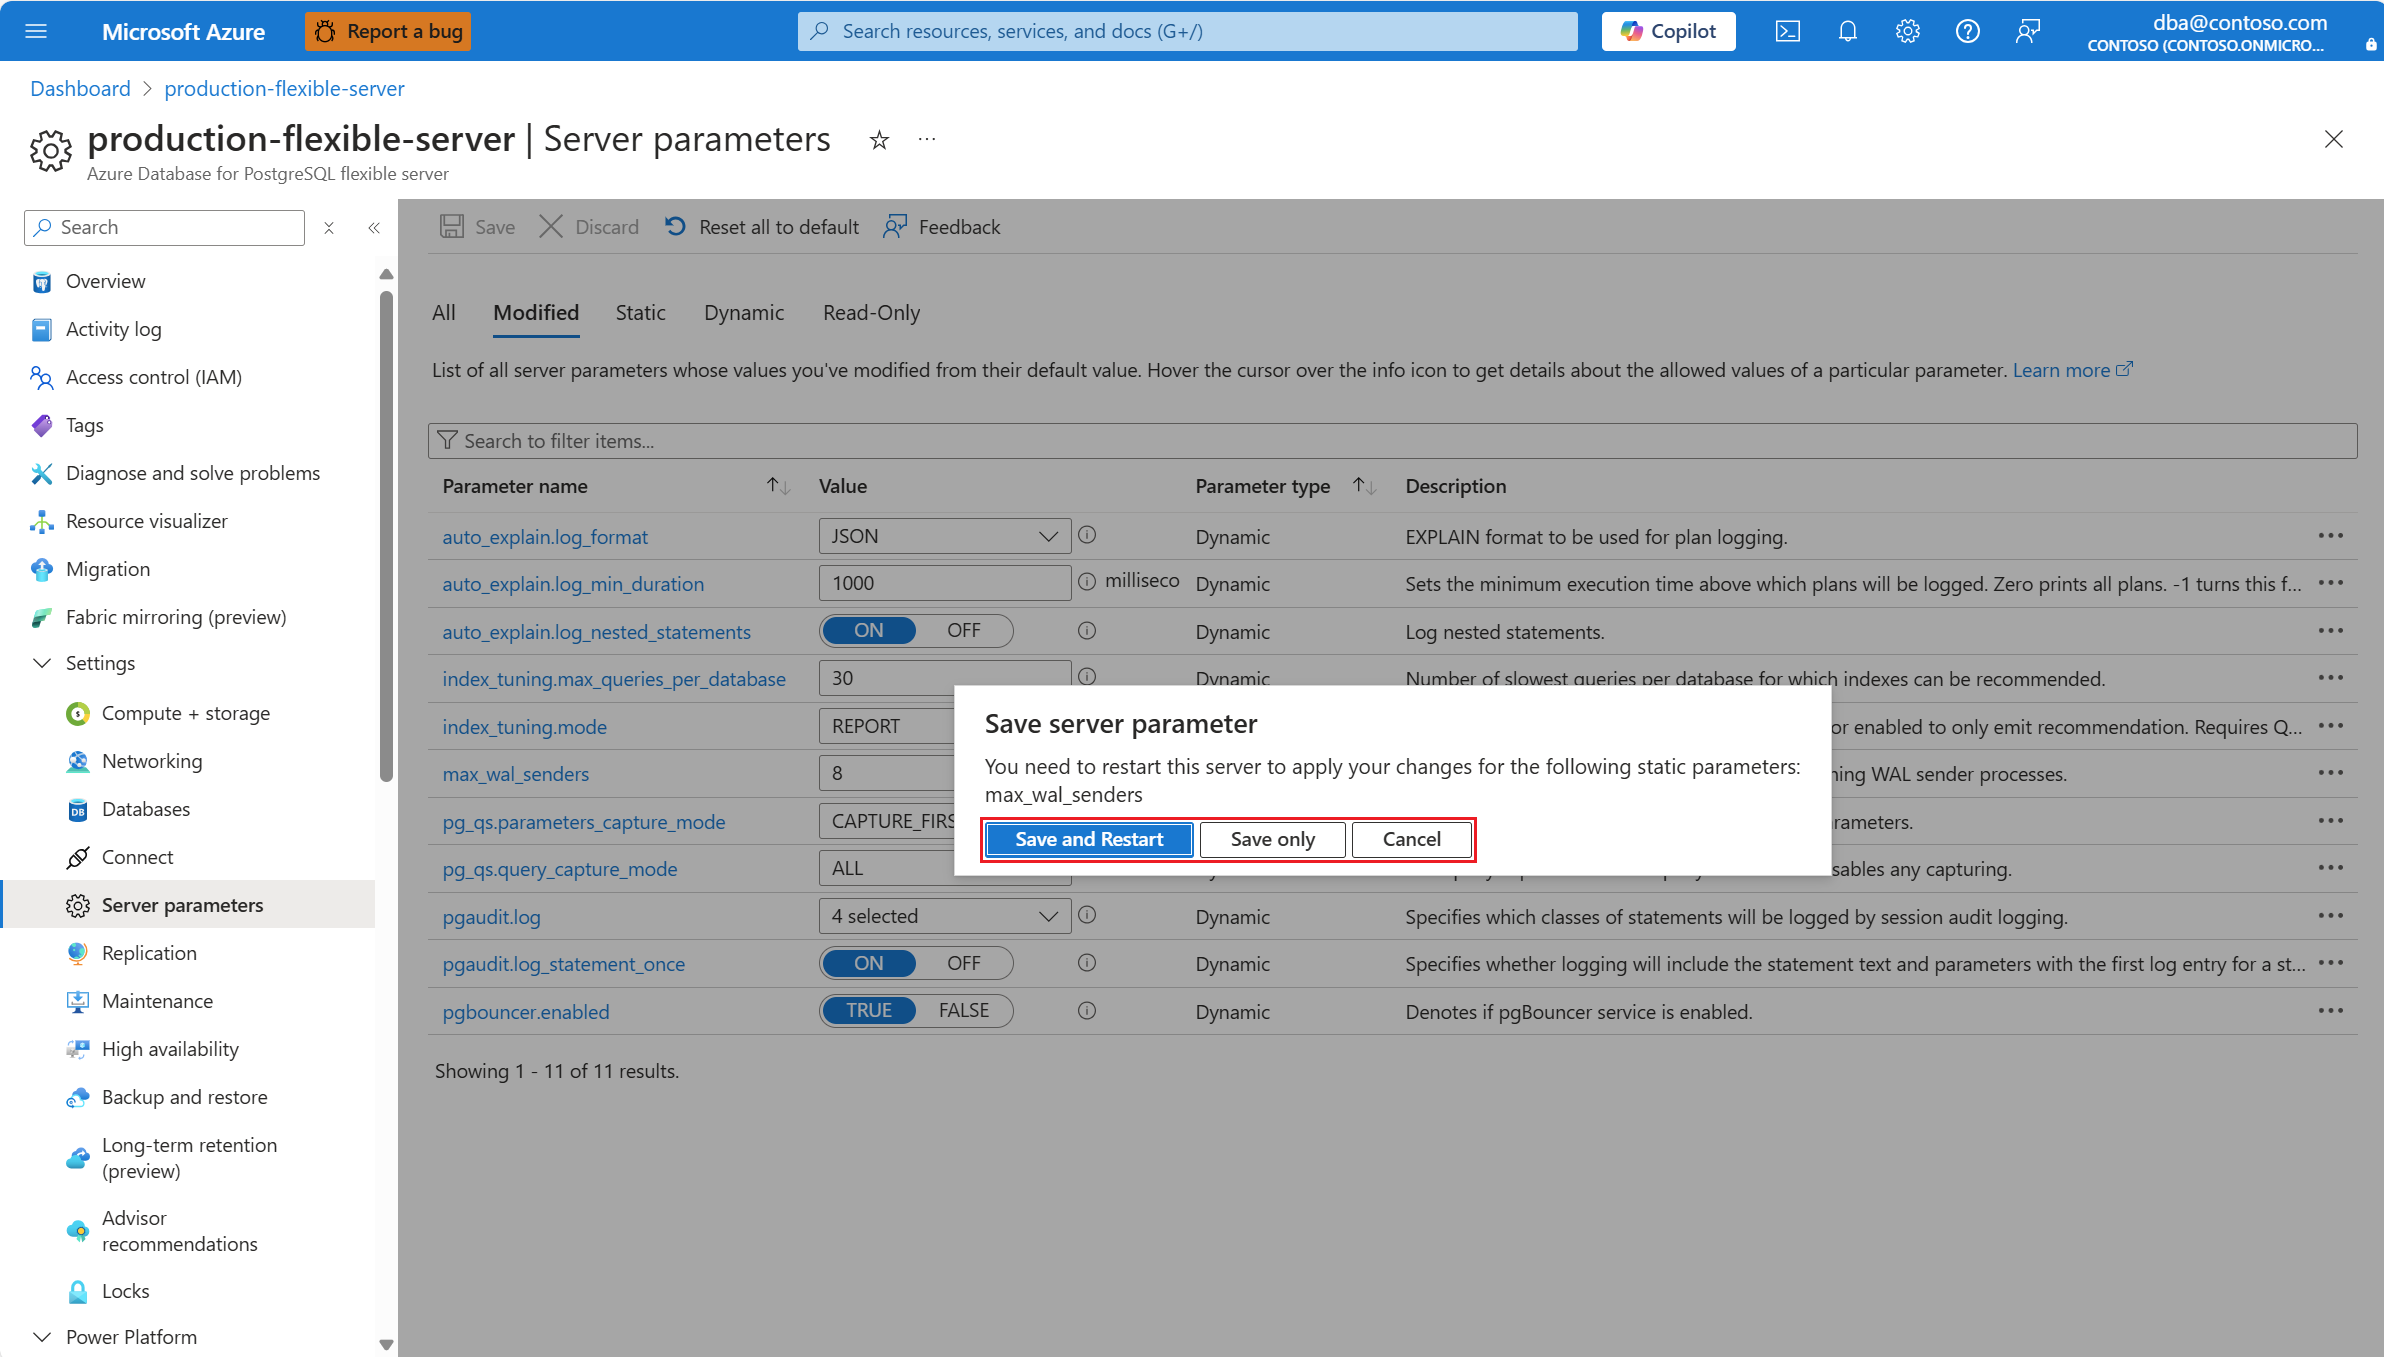 Microsoft Azure
Report a bug
Search resources, services, and docs (G+/)
Copilot
dba@contoso.com
CONTOSO (CONTOSO.ONMICRO...
Dashboard > production-flexible-server
production-flexible-server | Server parameters
Azure Database for PostgreSQL flexible server
Search
Overview
Activity log
Access control (IAM)
Tags
Diagnose and solve problems
Resource visualizer
Migration
Fabric mirroring (preview)
Settings
Compute + storage
Networking
Databases
Connect
Server parameters
Replication
Maintenance
High availability
Backup and restore
Long-term retention
(preview)
Advisor
recommendations
Locks
Power Platform
Save Discard Reset all to default Feedback
All Modified Static Dynamic Read-Only
List of all server parameters whose values you've modified from their default value. Hover the cursor over the info icon to get details about the allowed values of a particular parameter. Learn more
Search to filter items...
Parameter name Value Parameter type Description
auto_explain.log_format JSON Dynamic EXPLAIN format to be used for plan logging.
auto_explain.log_min_duration 1000 milliseco Dynamic Sets the minimum execution time above which plans will be logged. Zero prints all plans. -1 turns this f...
auto_explain.log_nested_statements ON OFF Dynamic Log nested statements.
index_tuning.max_queries_per_database 30 Dynamic Number of slowest queries per database for which indexes can be recommended.
index_tuning.mode REPORT or enabled to only emit recommendation. Requires Q...
max_wal_senders 8 ning WAL sender processes.
pg_qs.parameters_capture_mode CAPTURE_FIRS rameters.
pg_qs.query_capture_mode ALL sables any capturing.
pgaudit.log 4 selected Dynamic Specifies which classes of statements will be logged by session audit logging.
pgaudit.log_statement_once ON OFF Dynamic Specifies whether logging will include the statement text and parameters with the first log entry for a st...
pgbouncer.enabled TRUE FALSE Dynamic Denotes if pgBouncer service is enabled.
Showing 1 - 11 of 11 results.
Save server parameter
You need to restart this server to apply your changes for the following static parameters:
max_wal_senders
Save and Restart Save only Cancel